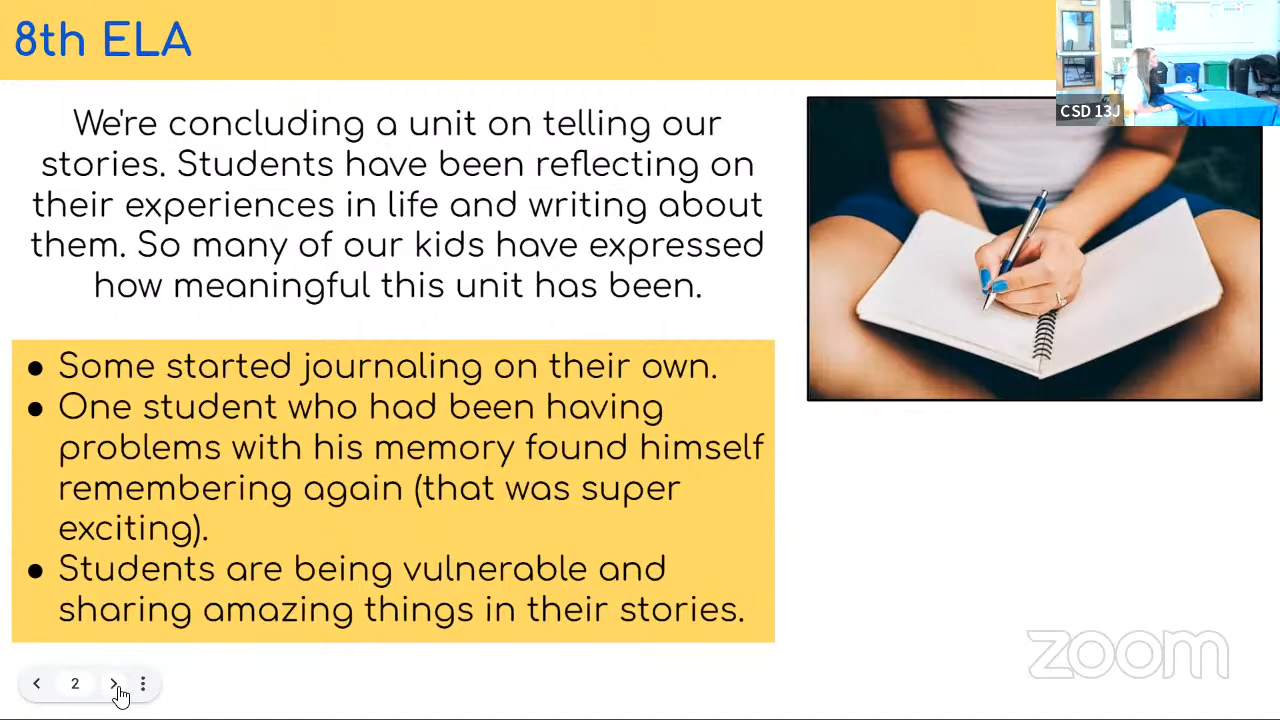 8th ELA
CSD 13J
We're concluding a unit on telling our
stories. Students have been reflecting on
their experiences in life and writing about
them. So many of our kids have expressed
how meaningful this unit has been.
● Some started journaling on their own.
● One student who had been having
problems with his memory found himself
remembering again (that was super
exciting).
● Students are being vulnerable and
sharing amazing things in their stories.
zoom
2